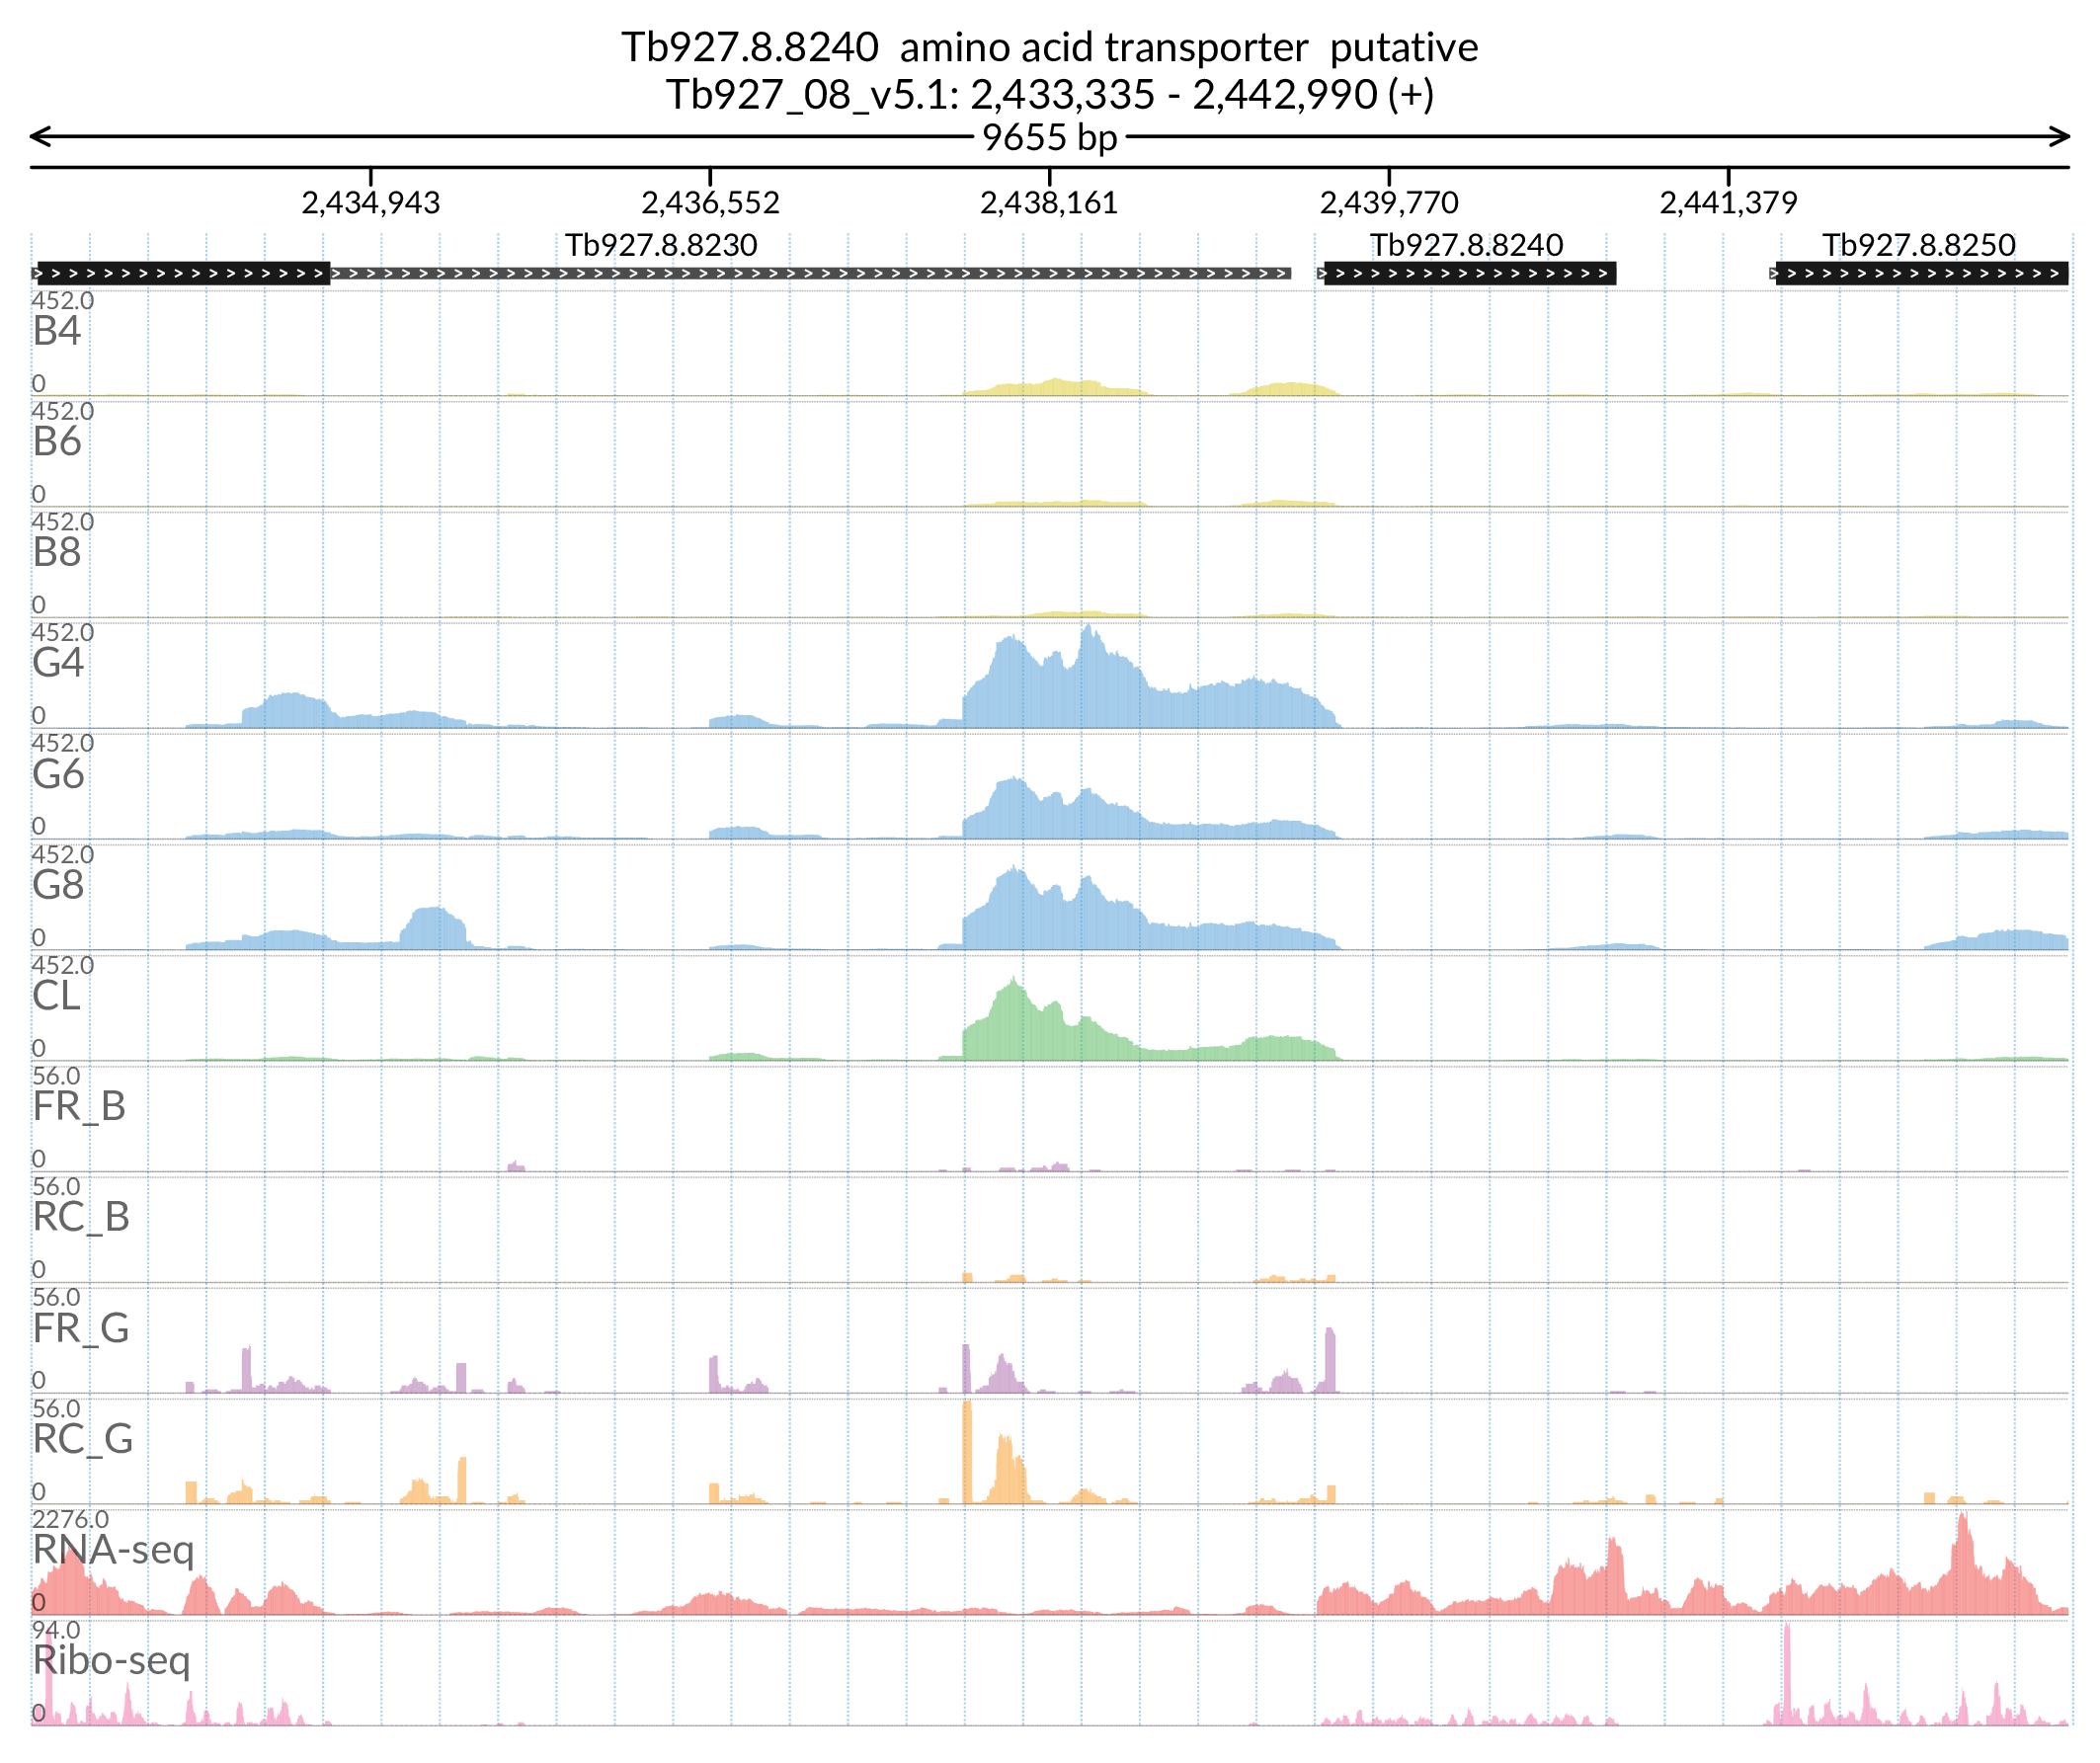 Tb927.8.8240 amino acid transporter putative
Tb927_08_v5.1: 2,433,335 - 2,442,990 (+)
9655 bp
2,434,943 2,436,552 2,438,161 2,439,770 2,441,379
Tb927.8.8230 Tb927.8.8240 Tb927.8.8250
452.0
B4
0
452.0
B6
0
452.0
B8
0
452.0
G4
0
452.0
G6
0
452.0
G8
0
452.0
CL
0
56.0
FR_B
0
56.0
RC_B
0
56.0
FR_G
0
56.0
RC_G
0
2276.0
RNA-seq
0
94.0
Ribo-seq
0